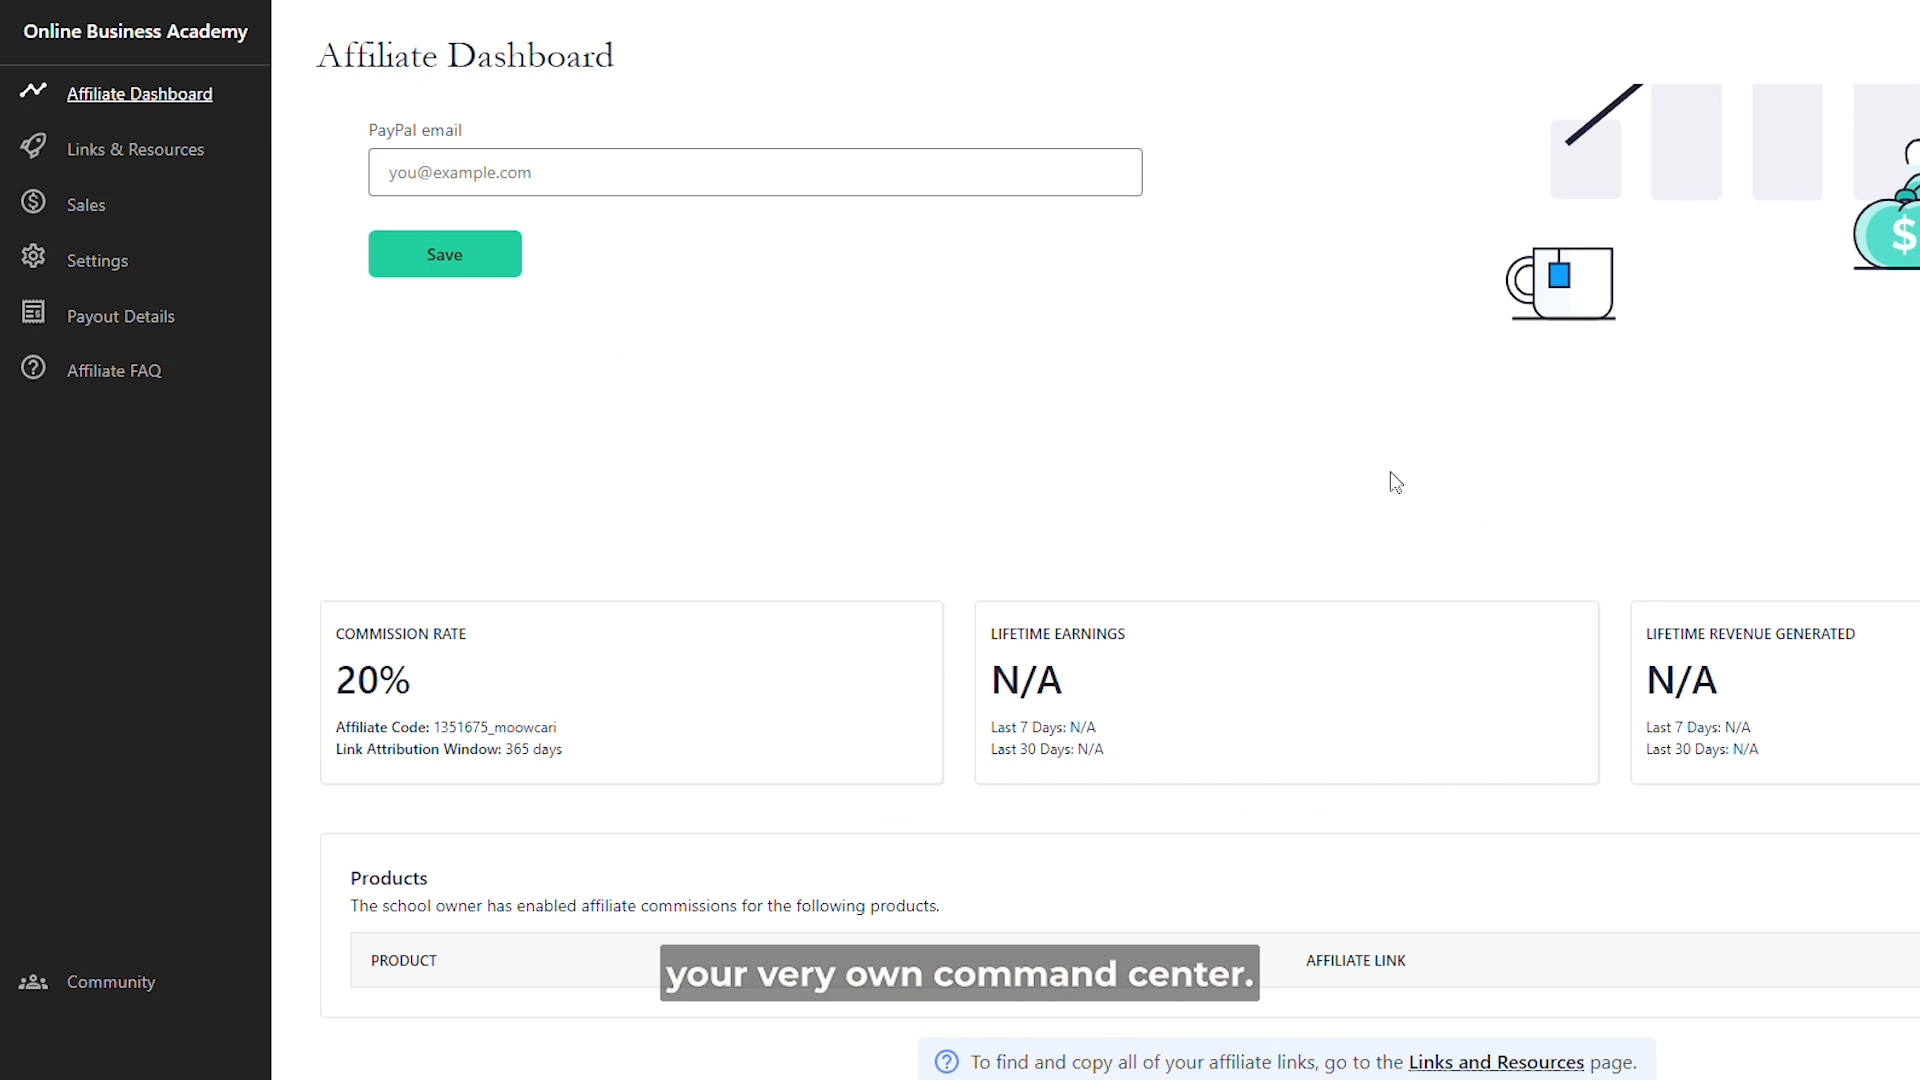 Online Business Academy
Affiliate Dashboard
Links & Resources
Sales
Settings
Payout Details
Affiliate FAQ
Community
Affiliate Dashboard
PayPal email
you@example.com
Save
$
COMMISSION RATE
20%
Affiliate Code: 1351675_moowcari
Link Attribution Window: 365 days
LIFETIME EARNINGS
N/A
Last 7 Days: N/A
Last 30 Days: N/A
LIFETIME REVENUE GENERATED
N/A
Last 7 Days: N/A
Last 30 Days: N/A
Products
The school owner has enabled affiliate commissions for the following products.
PRODUCT
AFFILIATE LINK
your very own command center.
To find and copy all of your affiliate links, go to the Links and Resources page.